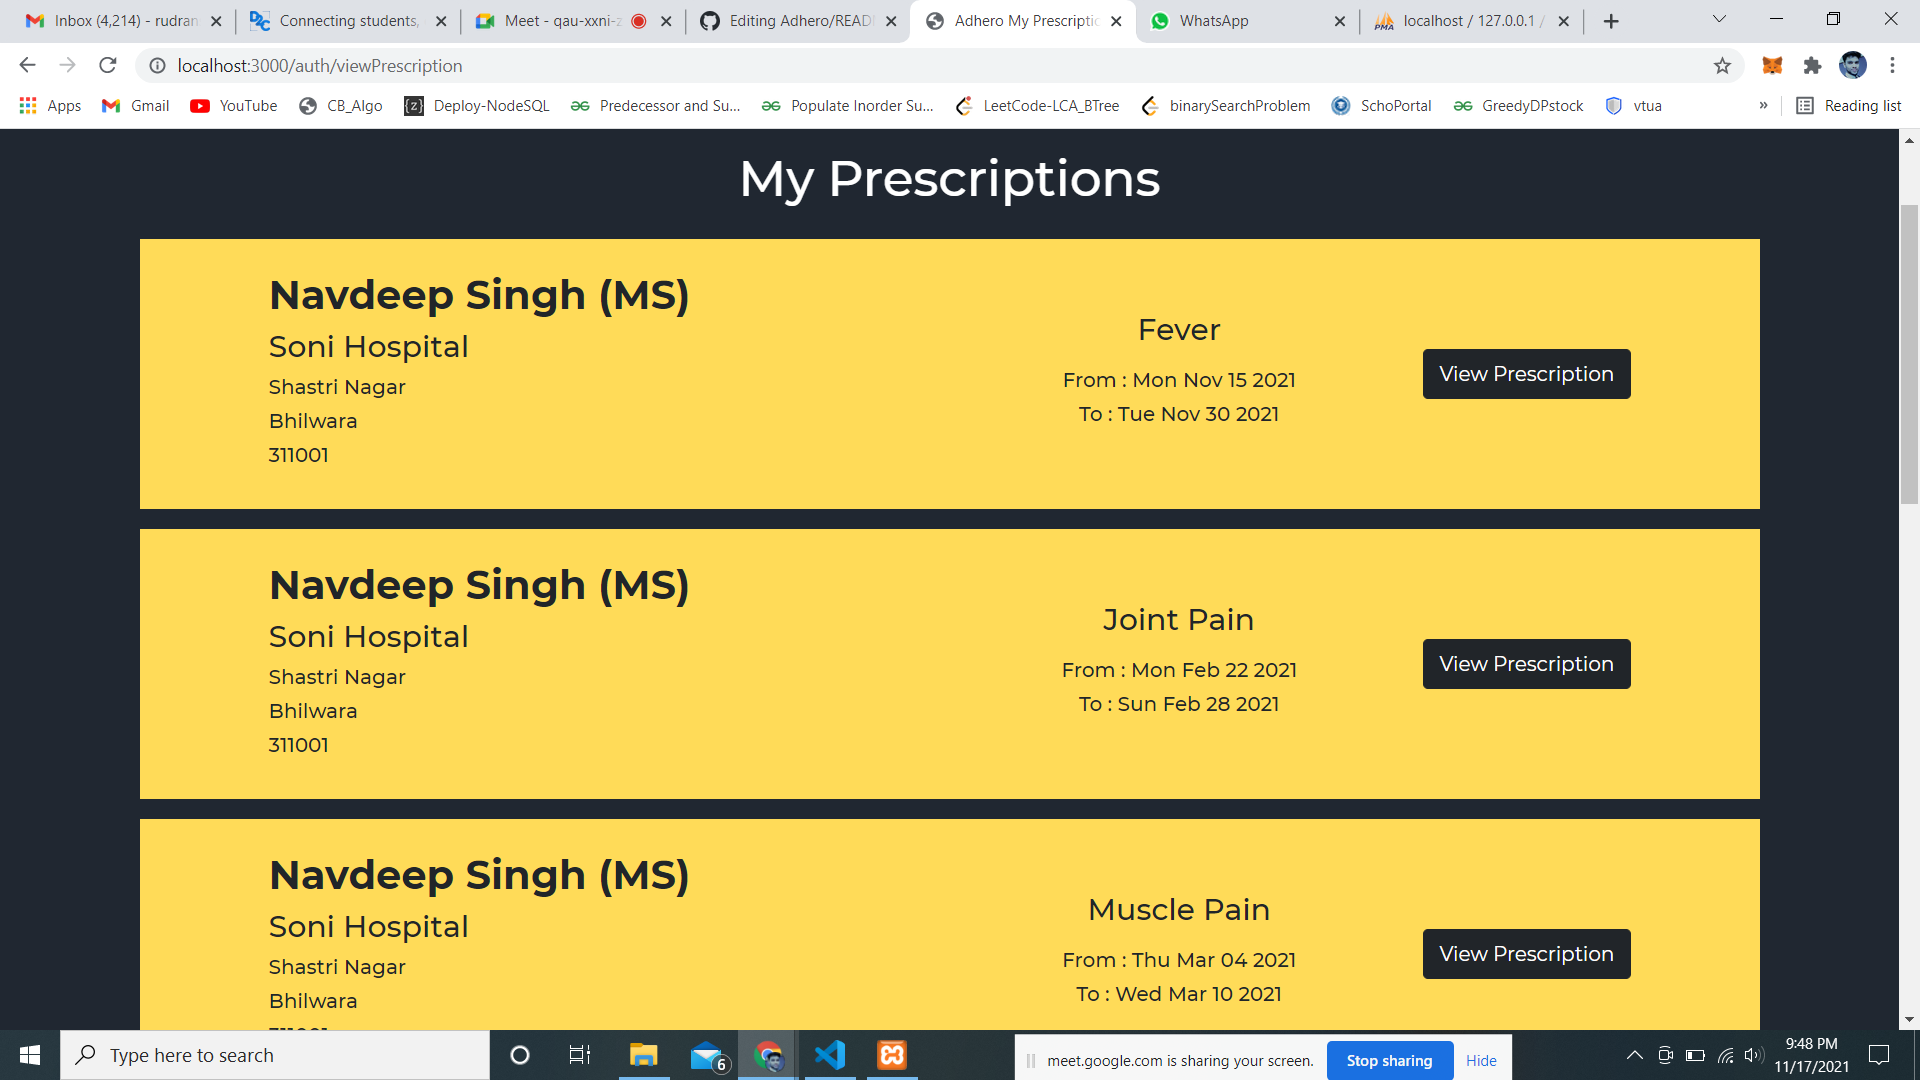 Inbox (4,214) - rudran
Connecting students,
Meet - qau-xxni-z
Editing Adhero/READ
Adhero My Prescriptio
WhatsApp
localhost / 127.0.0.1 /
localhost:3000/auth/viewPrescription
Apps
Gmail
YouTube
CB_Algo
Deploy-NodeSQL
Predecessor and Su...
Populate Inorder Su...
LeetCode-LCA_BTree
binarySearchProblem
SchoPortal
GreedyDPstock
vtua
»
Reading list
My Prescriptions
Navdeep Singh (MS)
Soni Hospital
Shastri Nagar
Bhilwara
311001
Fever
From : Mon Nov 15 2021
To : Tue Nov 30 2021
View Prescription
Navdeep Singh (MS)
Soni Hospital
Shastri Nagar
Bhilwara
311001
Joint Pain
From : Mon Feb 22 2021
To : Sun Feb 28 2021
View Prescription
Navdeep Singh (MS)
Soni Hospital
Shastri Nagar
Bhilwara
Muscle Pain
From : Thu Mar 04 2021
To : Wed Mar 10 2021
View Prescription
Type here to search
6
meet.google.com is sharing your screen.
Stop sharing
Hide
9:48 PM
11/17/2021